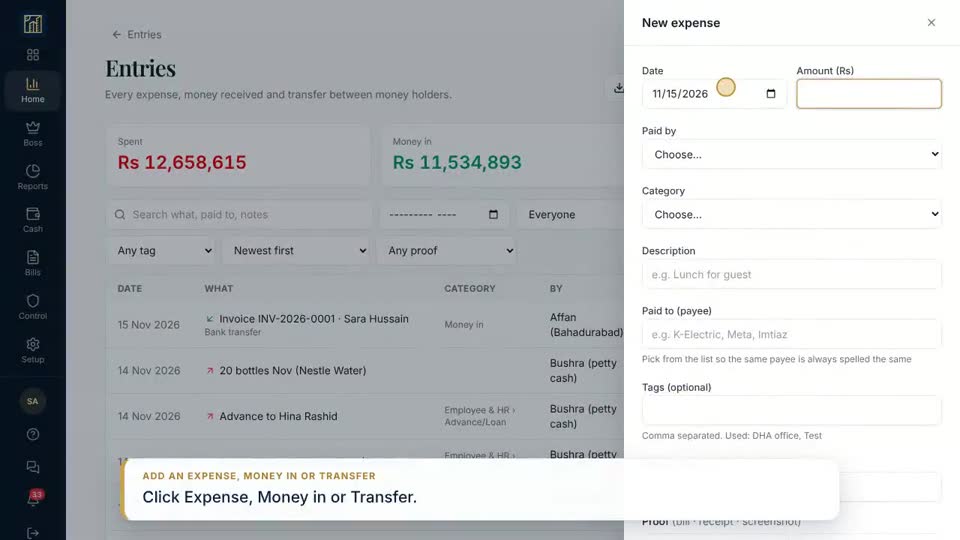 Home
Boss
Reports
Cash
Bills
Control
Setup
SA
33
Entries
Entries
Every expense, money received and transfer between money holders.
Spent
Rs 12,658,615
Money in
Rs 11,534,893
Search what, paid to, notes
--------- ----
Everyone
Any tag
Newest first
Any proof
DATE WHAT CATEGORY BY
15 Nov 2026 Invoice INV-2026-0001 · Sara Hussain Money in Affan
Bank transfer (Bahadurabad)
14 Nov 2026 20 bottles Nov (Nestle Water) Bushra (petty
cash)
14 Nov 2026 Advance to Hina Rashid Employee & HR › Bushra (petty
Advance/Loan cash)
Employee & HR › Bushra (petty
New expense
Date
11/15/2026
Amount (Rs)
Paid by
Choose...
Category
Choose...
Description
e.g. Lunch for guest
Paid to (payee)
e.g. K-Electric, Meta, Imtiaz
Pick from the list so the same payee is always spelled the same
Tags (optional)
Comma separated. Used: DHA office, Test
Proof (bill · receipt · screenshot)
ADD AN EXPENSE, MONEY IN OR TRANSFER
Click Expense, Money in or Transfer.